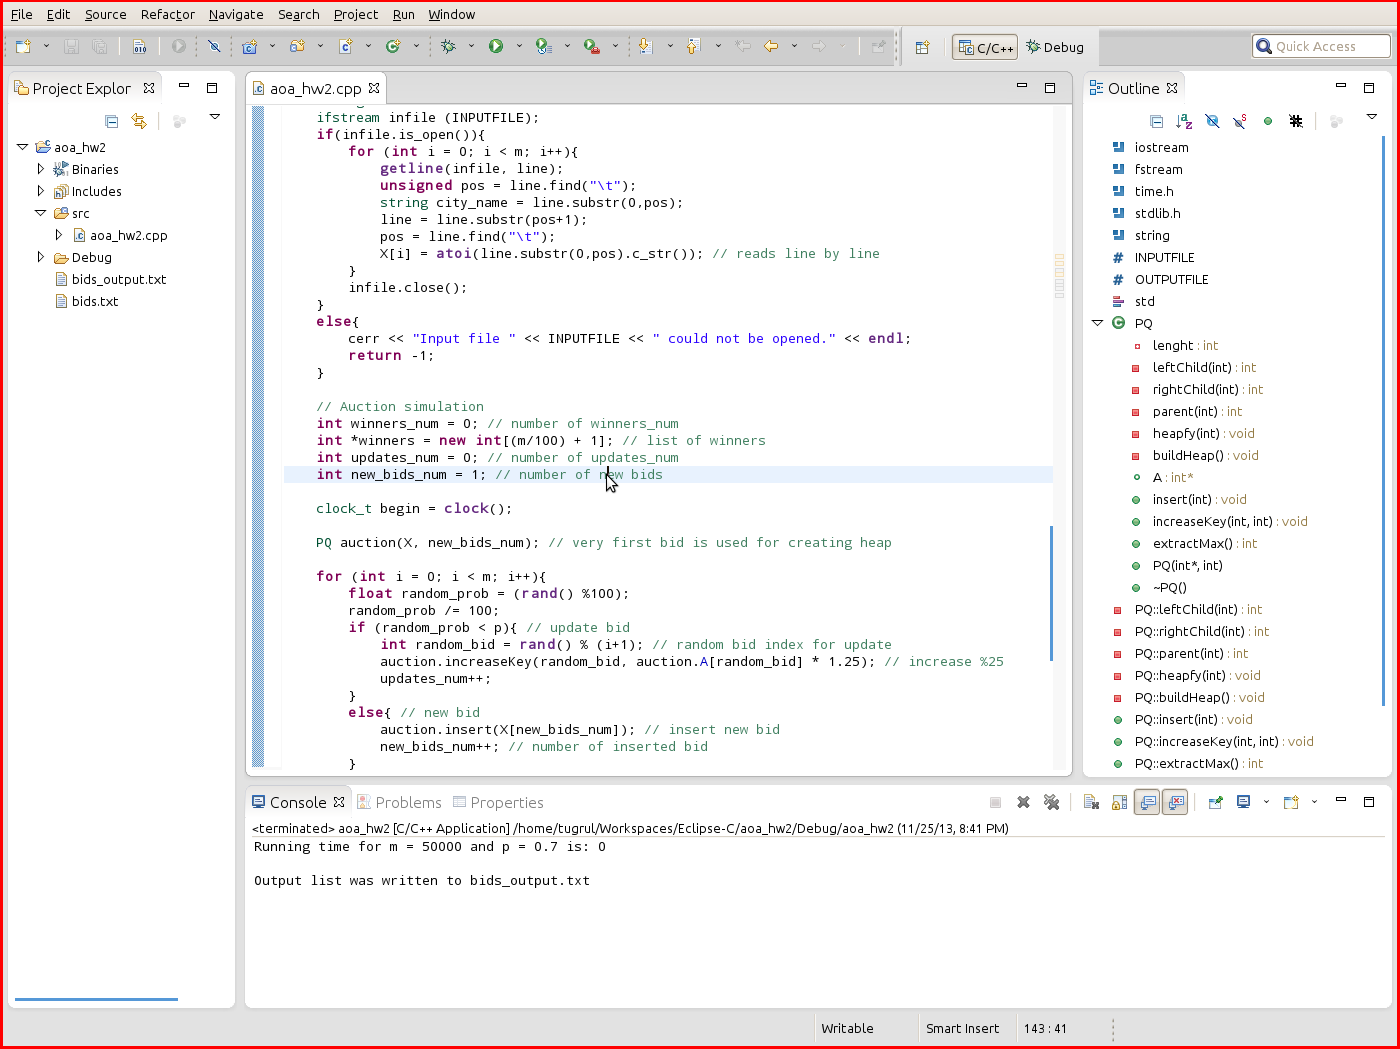 File Edit Source Refactor Navigate Search Project Run Window
C/C++ Debug Quick Access
Project Explor
aoa_hw2
Binaries
Includes
src
aoa_hw2.cpp
Debug
bids_output.txt
bids.txt
aoa_hw2.cpp
ifstream infile (INPUTFILE);
if(infile.is_open()){
for (int i = 0; i < m; i++){
getline(infile, line);
unsigned pos = line.find("\t");
string city_name = line.substr(0,pos);
line = line.substr(pos+1);
pos = line.find("\t");
X[i] = atoi(line.substr(0,pos).c_str()); // reads line by line
}
infile.close();
}
else{
cerr << "Input file " << INPUTFILE << " could not be opened." << endl;
return -1;
}
// Auction simulation
int winners_num = 0; // number of winners_num
int *winners = new int[(m/100) + 1]; // list of winners
int updates_num = 0; // number of updates_num
int new_bids_num = 1; // number of new bids
clock_t begin = clock();
PQ auction(X, new_bids_num); // very first bid is used for creating heap
for (int i = 0; i < m; i++){
float random_prob = (rand() %100);
random_prob /= 100;
if (random_prob < p){ // update bid
int random_bid = rand() % (i+1); // random bid index for update
auction.increaseKey(random_bid, auction.A[random_bid] * 1.25); // increase %25
updates_num++;
}
else{ // new bid
auction.insert(X[new_bids_num]); // insert new bid
new_bids_num++; // number of inserted bid
}
Outline
iostream
fstream
time.h
stdlib.h
string
INPUTFILE
OUTPUTFILE
std
PQ
lenght : int
leftChild(int) : int
rightChild(int) : int
parent(int) : int
heapfy(int) : void
buildHeap() : void
A : int*
insert(int) : void
increaseKey(int, int) : void
extractMax() : int
PQ(int*, int)
~PQ()
PQ::leftChild(int) : int
PQ::rightChild(int) : int
PQ::parent(int) : int
PQ::heapfy(int) : void
PQ::buildHeap() : void
PQ::insert(int) : void
PQ::increaseKey(int, int) : void
PQ::extractMax() : int
Console Problems Properties
<terminated> aoa_hw2 [C/C++ Application] /home/tugrul/Workspaces/Eclipse-C/aoa_hw2/Debug/aoa_hw2 (11/25/13, 8:41 PM)
Running time for m = 50000 and p = 0.7 is: 0
Output list was written to bids_output.txt
Writable Smart Insert 143 : 41